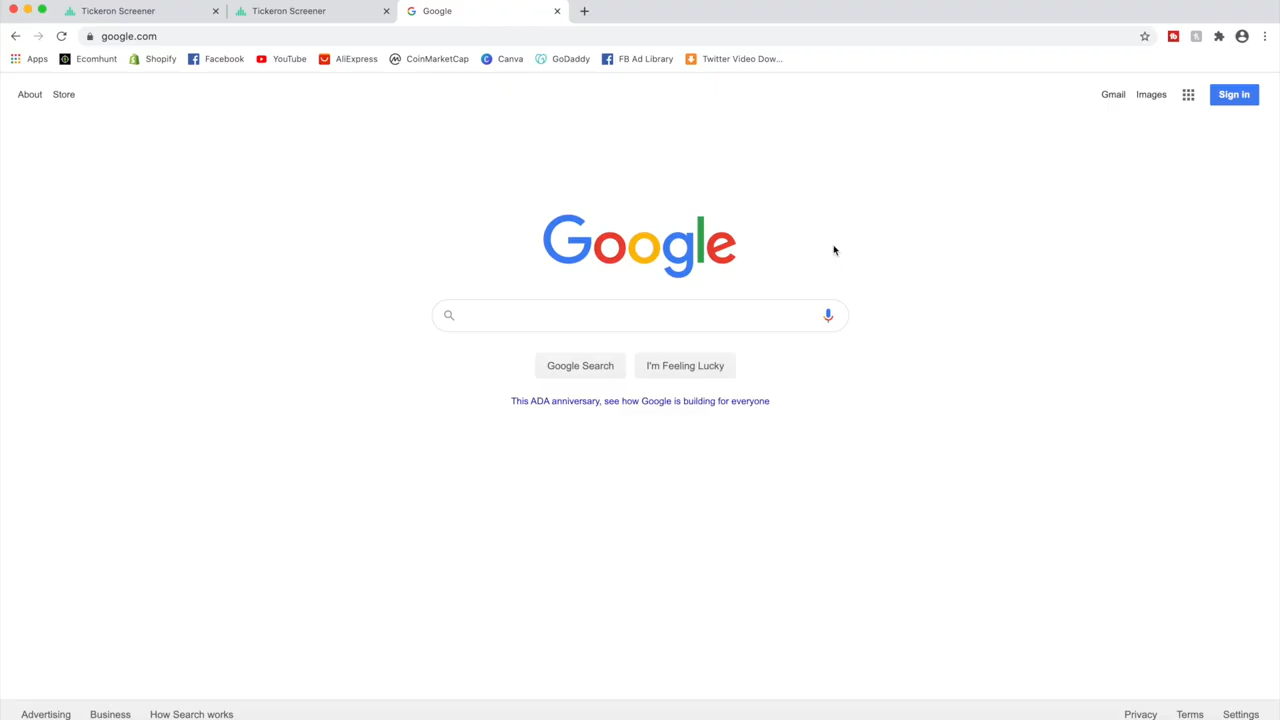 Tickeron Screener Tickeron Screener Google
google.com
Apps Ecomhunt Shopify Facebook YouTube AliExpress CoinMarketCap Canva GoDaddy FB Ad Library Twitter Video Dow...
About Store Gmail Images Sign in
Google
Google Search I'm Feeling Lucky
This ADA anniversary, see how Google is building for everyone
Advertising Business How Search works Privacy Terms Settings